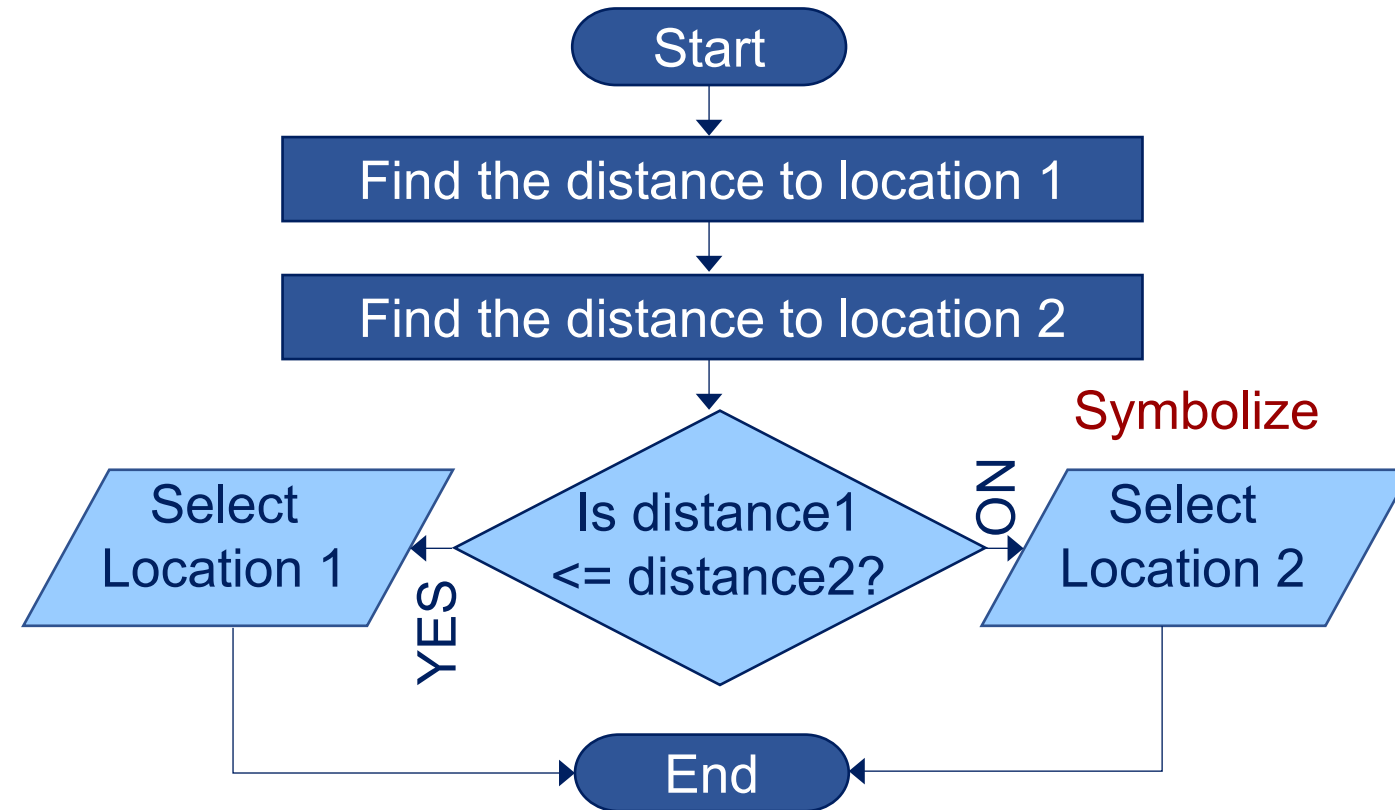 Start
Find the distance to location 1
Find the distance to location 2
Symbolize
Select
Location 1
YES
Is distance1
<= distance2?
NO
Select
Location 2
End